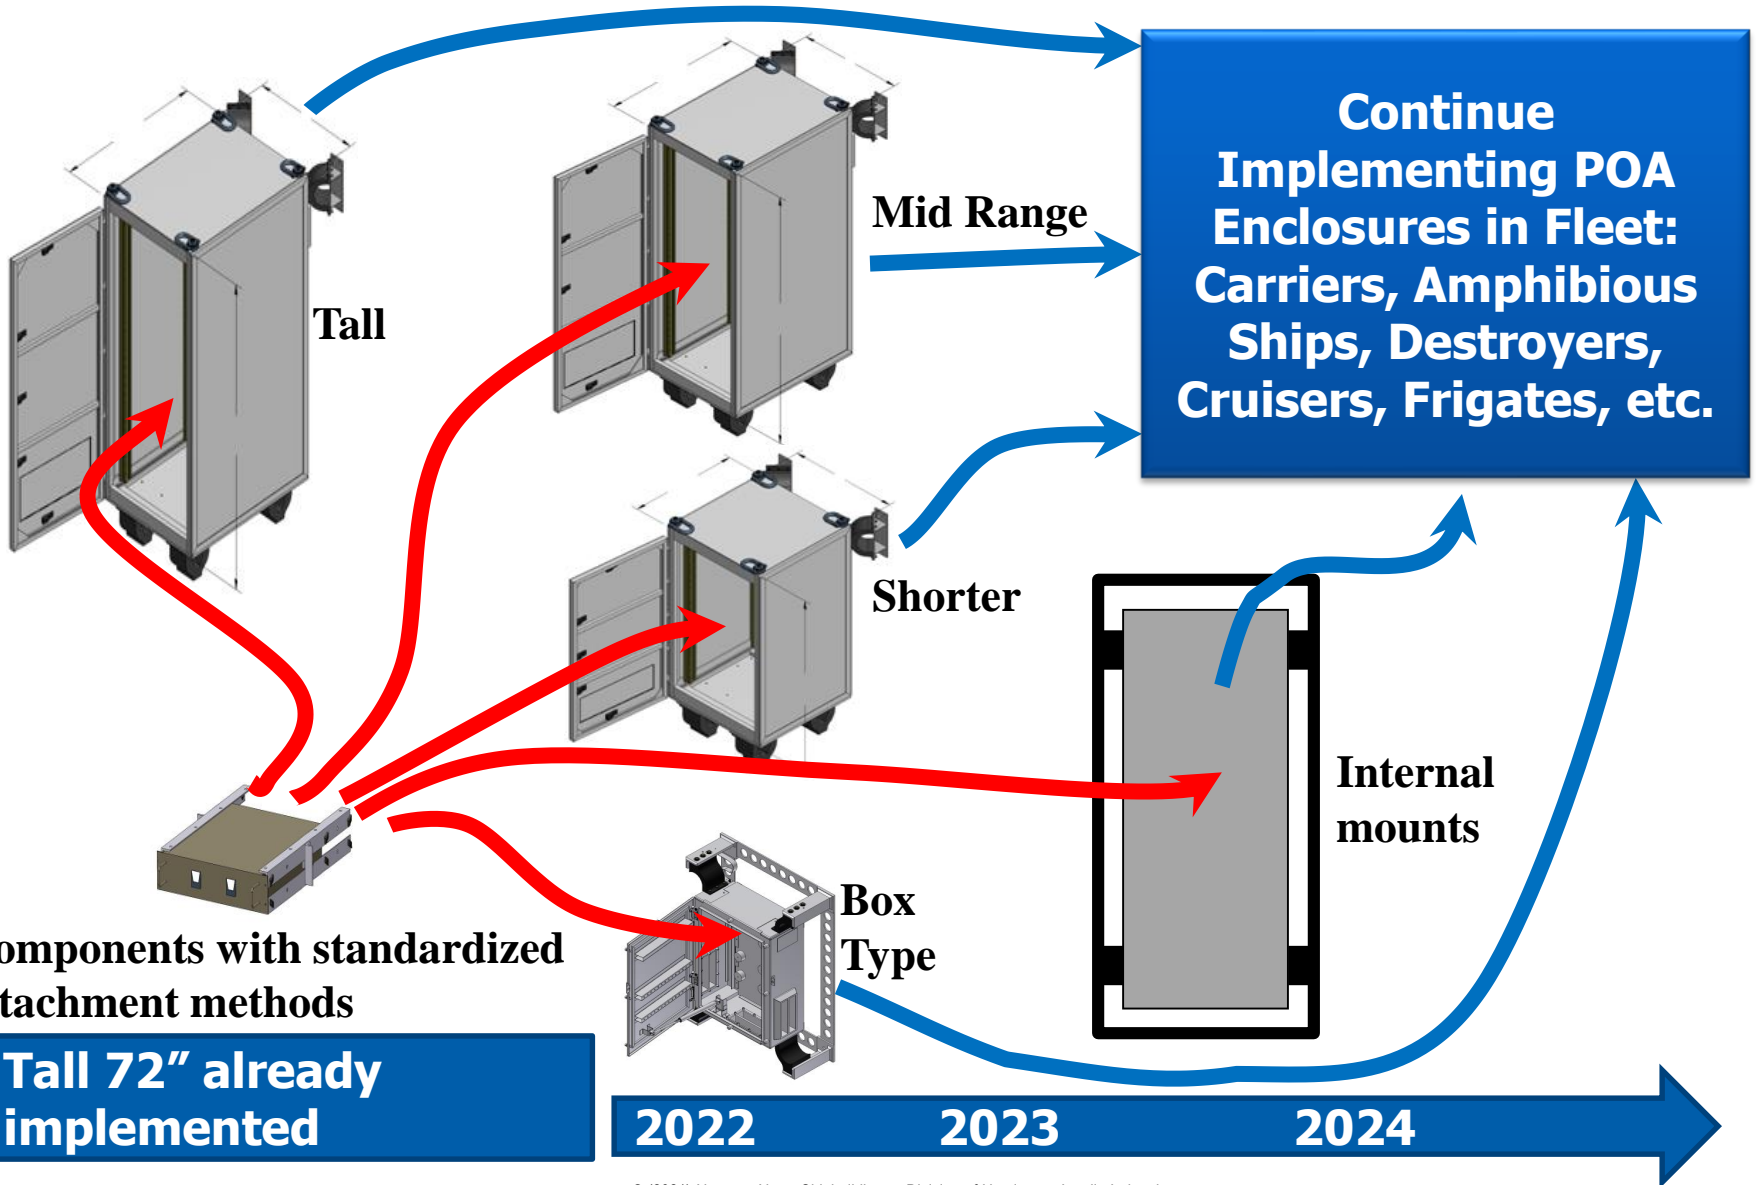 Continue
Implementing POA
Enclosures in Fleet:
Carriers, Amphibious
Ships, Destroyers,
Cruisers, Frigates, etc.
Mid Range
Tall
Shorter
Internal
mounts
Box
Type
omponents with standardized
tachment methods
Tall 72” already
implemented
2022 2023 2024